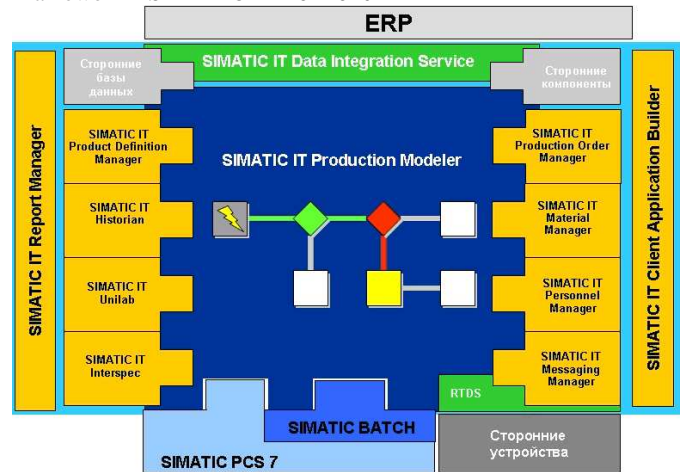 ERP
SIMATIC IT Data Integration Service
Сторонние
базы
данных
Сторонние
компоненты
SIMATIC IT Report Manager
SIMATIC IT
Product Definition
Manager
SIMATIC IT Production Modeler
SIMATIC IT
Production Order
Manager
SIMATIC IT Client Application Builder
SIMATIC IT
Historian
SIMATIC IT
Material
Manager
SIMATIC IT
Unilab
SIMATIC IT
Personnel
Manager
SIMATIC IT
Interspec
SIMATIC IT
Messaging
Manager
RTDS
SIMATIC BATCH
SIMATIC PCS 7
Сторонние
устройства